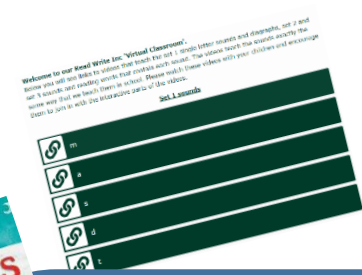 Welcome to our Read Write Inc 'Virtual Classroom'.
Below you will see links to videos that teach the set 1 single letter sounds and diagraphs, set 2 and
set 3 sounds and reading words that contain each sound. The videos teach the sounds exactly the
same way that we teach them in school. Please watch these videos with your children and encourage
them to join in with the interactive parts of the videos.
Set 1 sounds
m
a
s
d
t
S